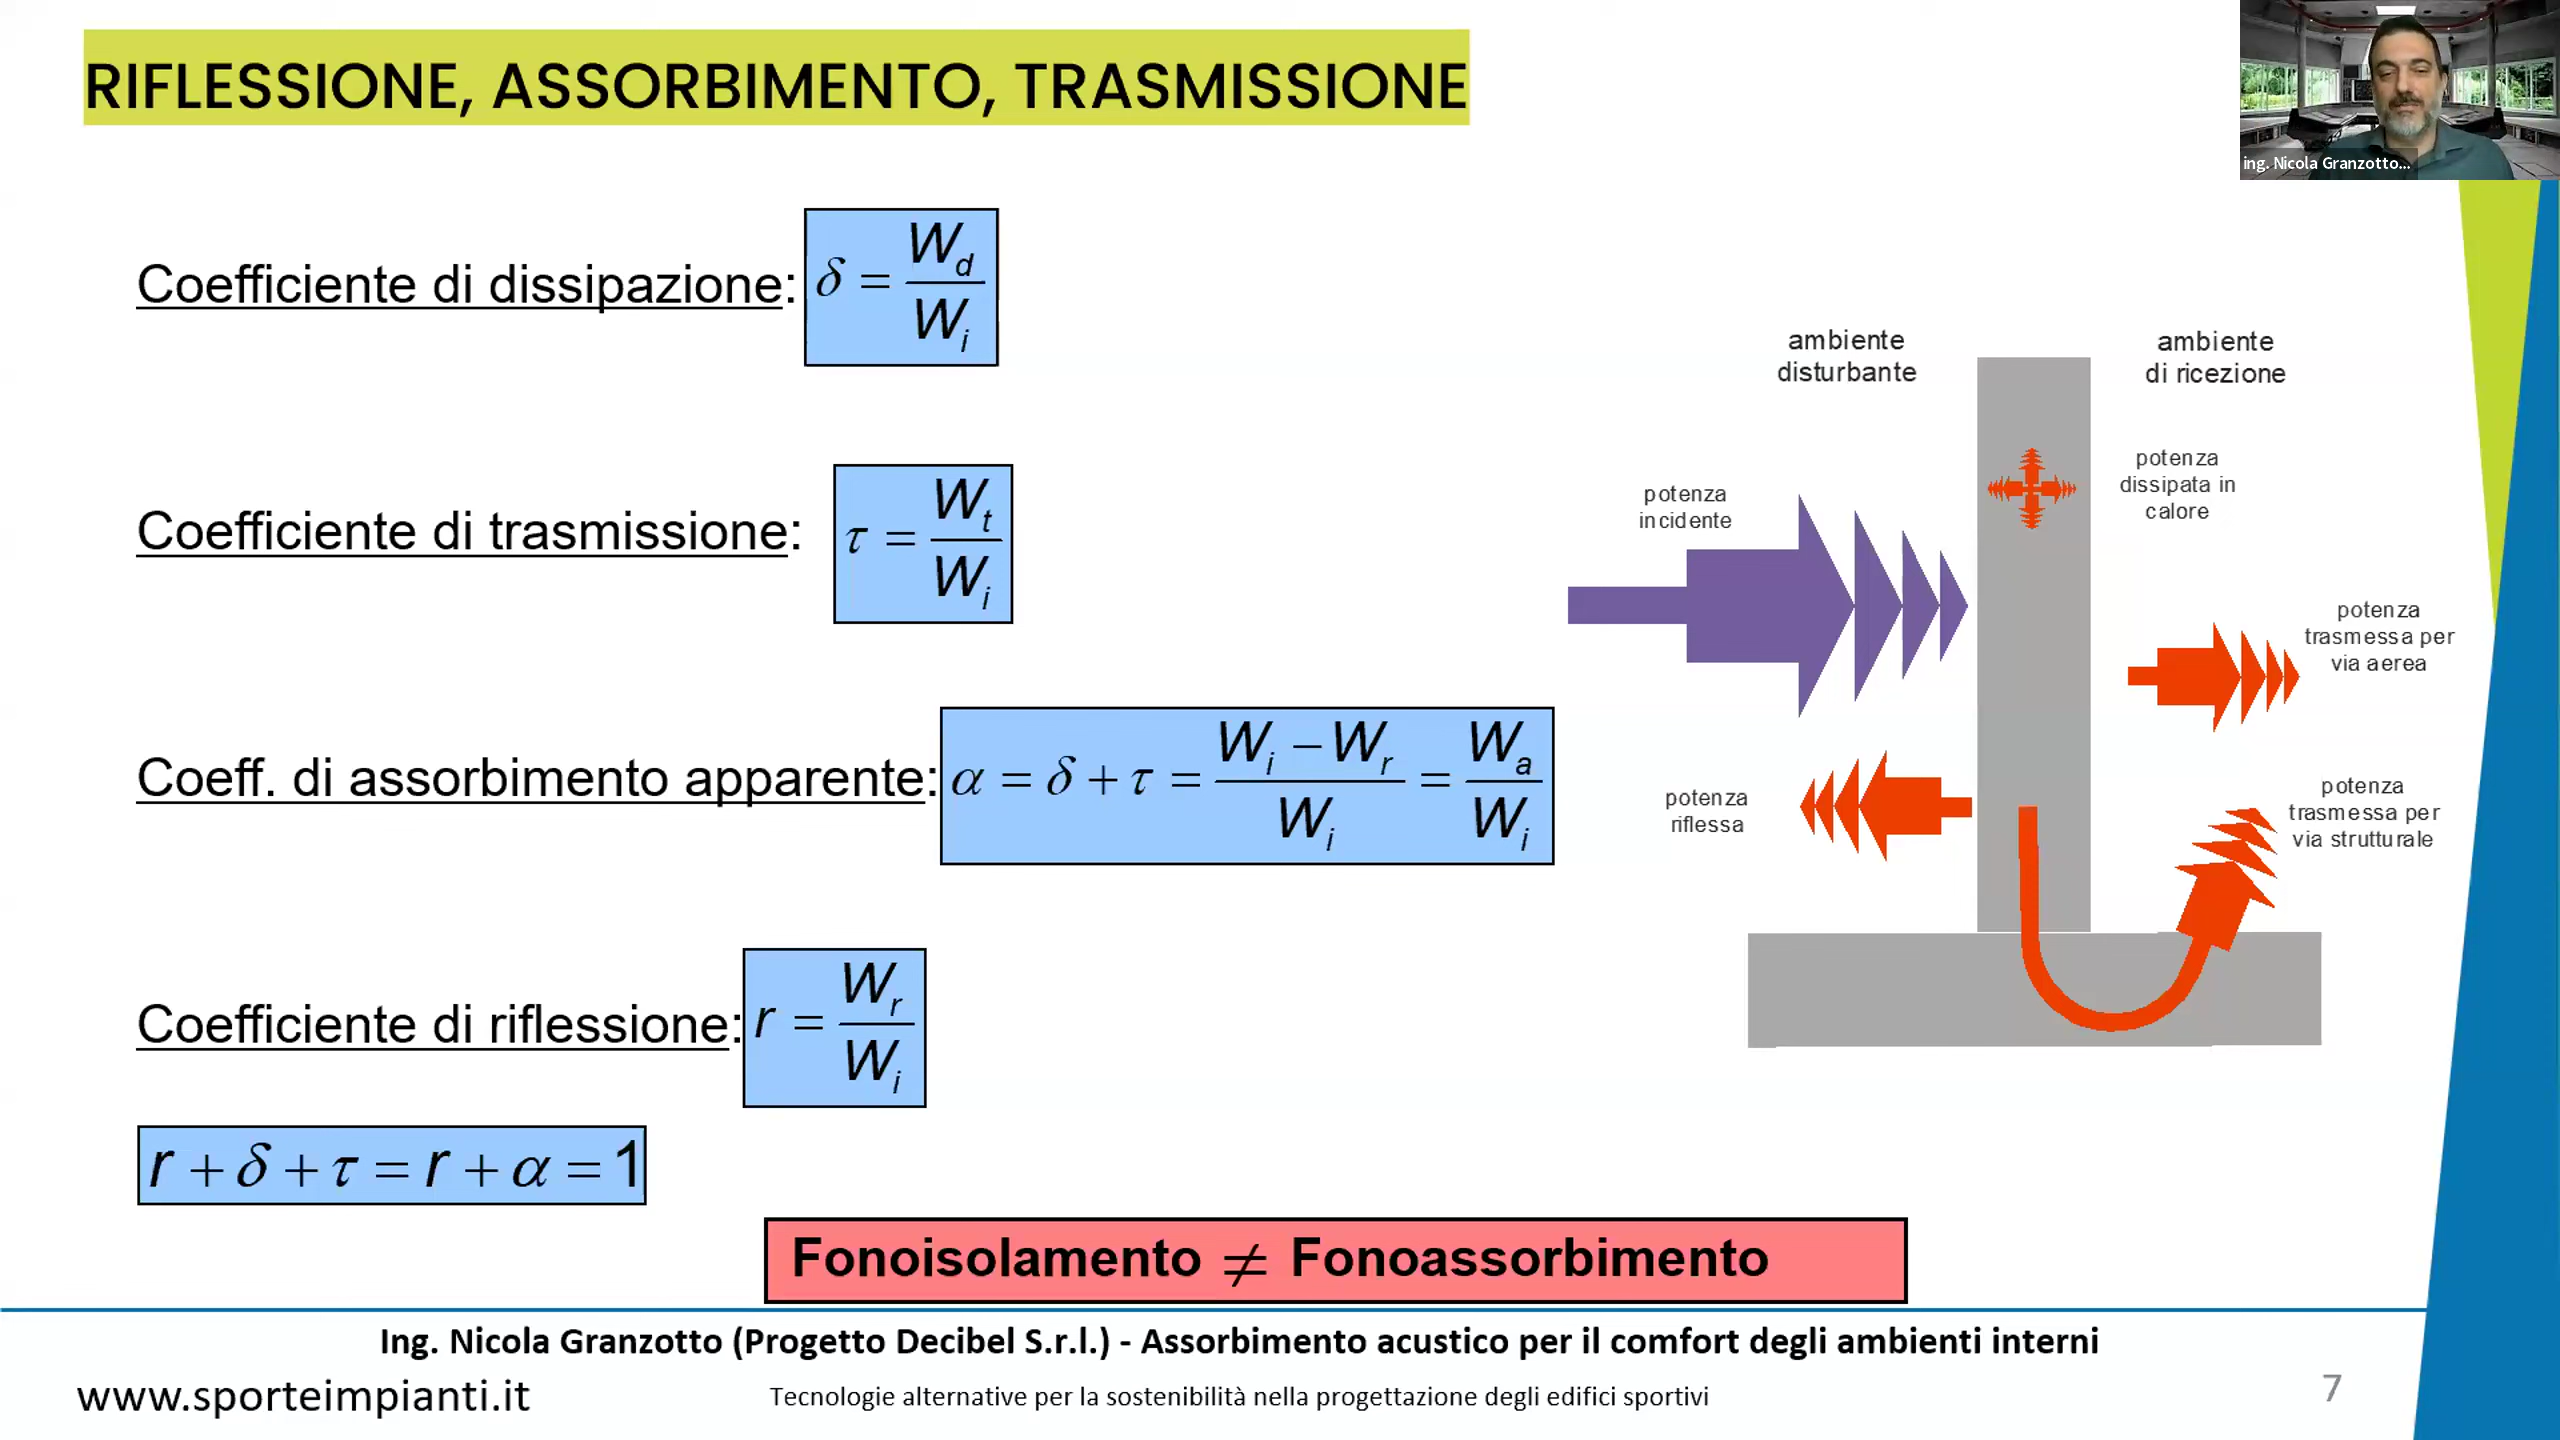 RIFLESSIONE, ASSORBIMENTO, TRASMISSIONE
ing. Nicola Granzotto...
Coefficiente di dissipazione: δ = W_d / W_i
Coefficiente di trasmissione: τ = W_t / W_i
Coeff. di assorbimento apparente: α = δ + τ = (W_i − W_r) / W_i = W_a / W_i
Coefficiente di riflessione: r = W_r / W_i
r + δ + τ = r + α = 1
ambiente
disturbante
ambiente
di ricezione
potenza
incidente
potenza
dissipata in
calore
potenza
trasmessa per
via aerea
potenza
riflessa
potenza
trasmessa per
via strutturale
Fonoisolamento ≠ Fonoassorbimento
Ing. Nicola Granzotto (Progetto Decibel S.r.l.) - Assorbimento acustico per il comfort degli ambienti interni
www.sporteimpianti.it
Tecnologie alternative per la sostenibilità nella progettazione degli edifici sportivi
7